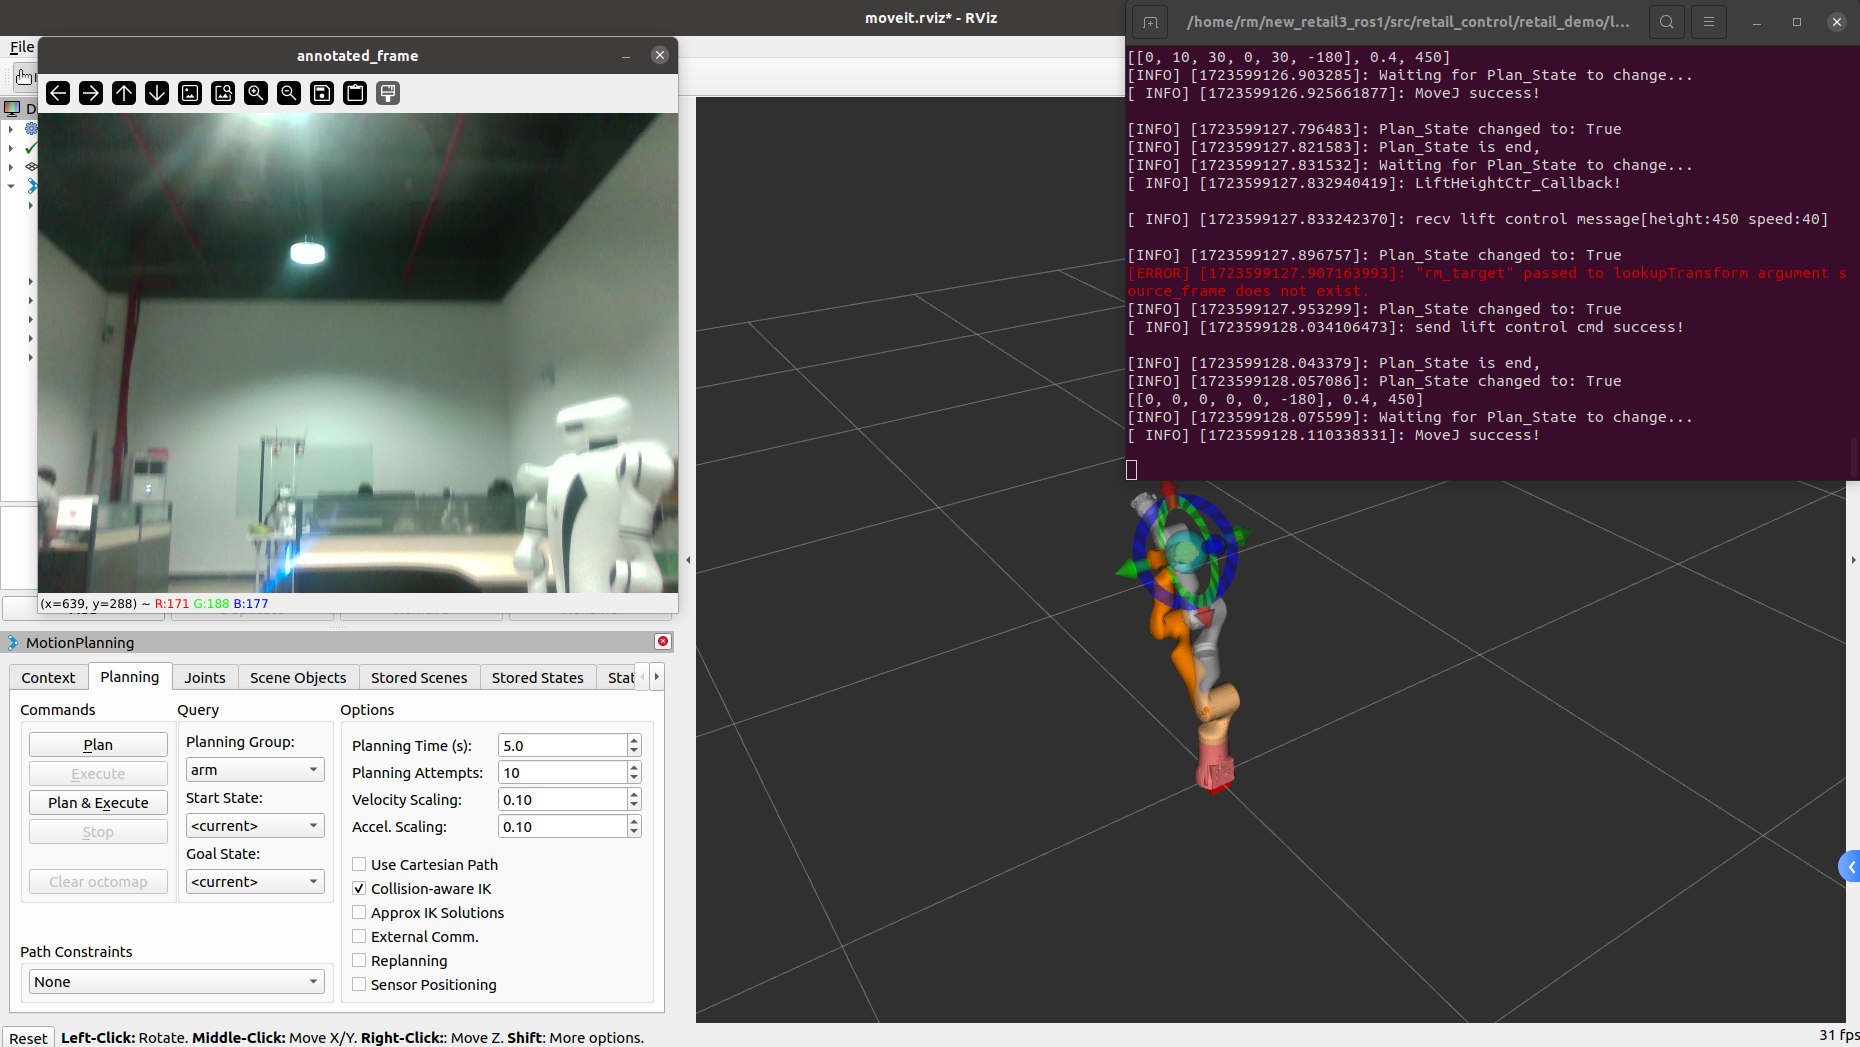 moveit.rviz* - RViz
File
annotated_frame
(x=639, y=288) ~ R:171 G:188 B:177
/home/rm/new_retail3_ros1/src/retail_control/retail_demo/l...
[[0, 10, 30, 0, 30, -180], 0.4, 450]
[INFO] [1723599126.903285]: Waiting for Plan_State to change...
[ INFO] [1723599126.925661877]: MoveJ success!
[INFO] [1723599127.796483]: Plan_State changed to: True
[INFO] [1723599127.821583]: Plan_State is end,
[INFO] [1723599127.831532]: Waiting for Plan_State to change...
[ INFO] [1723599127.832940419]: LiftHeightCtr_Callback!
[ INFO] [1723599127.833242370]: recv lift control message[height:450 speed:40]
[INFO] [1723599127.896757]: Plan_State changed to: True
[ERROR] [1723599127.907163993]: "rm_target" passed to lookupTransform argument s
ource_frame does not exist.
[INFO] [1723599127.953299]: Plan_State changed to: True
[ INFO] [1723599128.034106473]: send lift control cmd success!
[INFO] [1723599128.043379]: Plan_State is end,
[INFO] [1723599128.057086]: Plan_State changed to: True
[[0, 0, 0, 0, 0, -180], 0.4, 450]
[INFO] [1723599128.075599]: Waiting for Plan_State to change...
[ INFO] [1723599128.110338331]: MoveJ success!
MotionPlanning
Context Planning Joints Scene Objects Stored Scenes Stored States Stat
Commands
Plan
Execute
Plan & Execute
Stop
Clear octomap
Query
Planning Group:
arm
Start State:
<current>
Goal State:
<current>
Options
Planning Time (s): 5.0
Planning Attempts: 10
Velocity Scaling: 0.10
Accel. Scaling: 0.10
Use Cartesian Path
Collision-aware IK
Approx IK Solutions
External Comm.
Replanning
Sensor Positioning
Path Constraints
None
Reset Left-Click: Rotate. Middle-Click: Move X/Y. Right-Click:: Move Z. Shift: More options.
31 fps